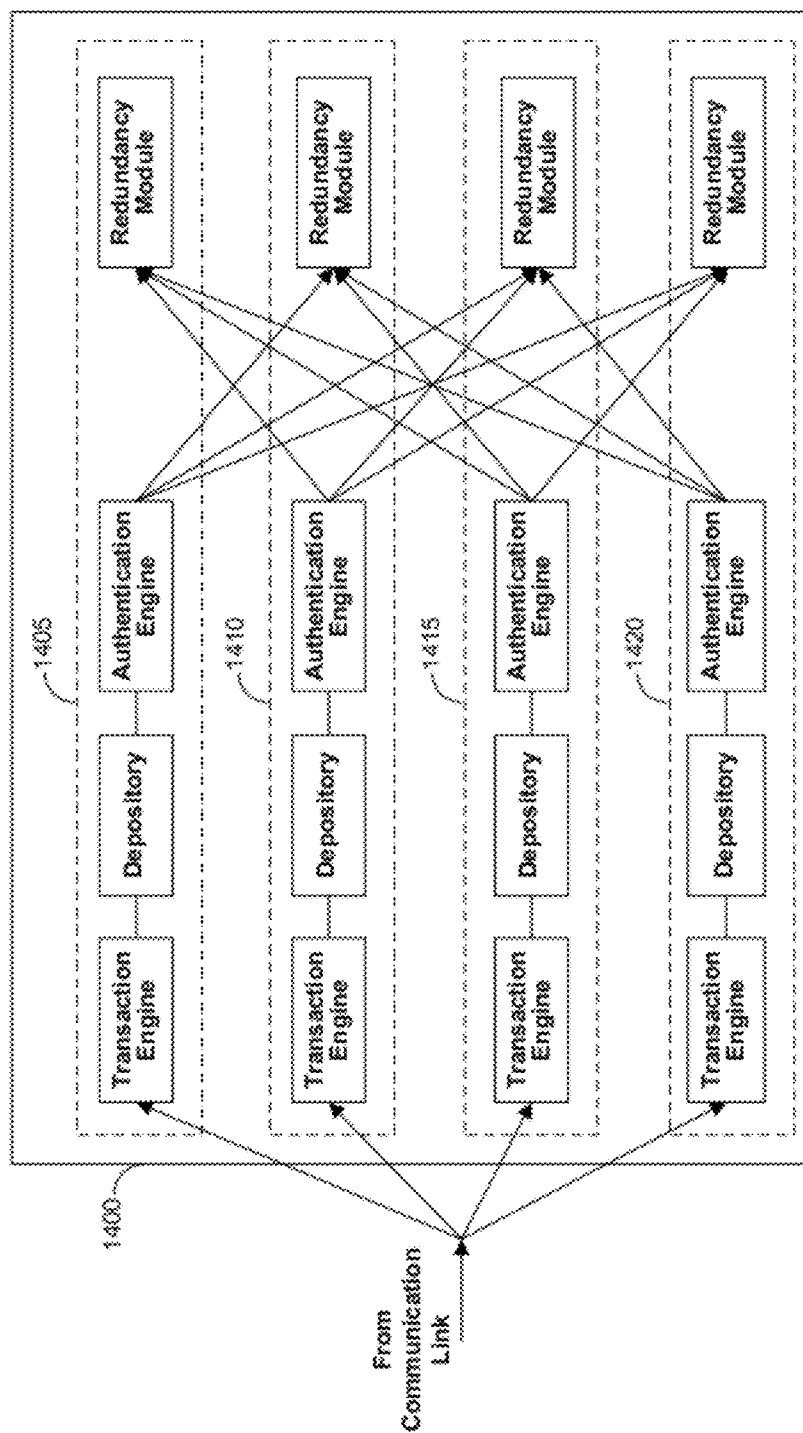 From
Communication
Link
1400
1405
Transaction
Engine
Depository
Authentication
Engine
Redundancy
Module
1410
Transaction
Engine
Depository
Authentication
Engine
Redundancy
Module
1415
Transaction
Engine
Depository
Authentication
Engine
Redundancy
Module
1420
Transaction
Engine
Depository
Authentication
Engine
Redundancy
Module